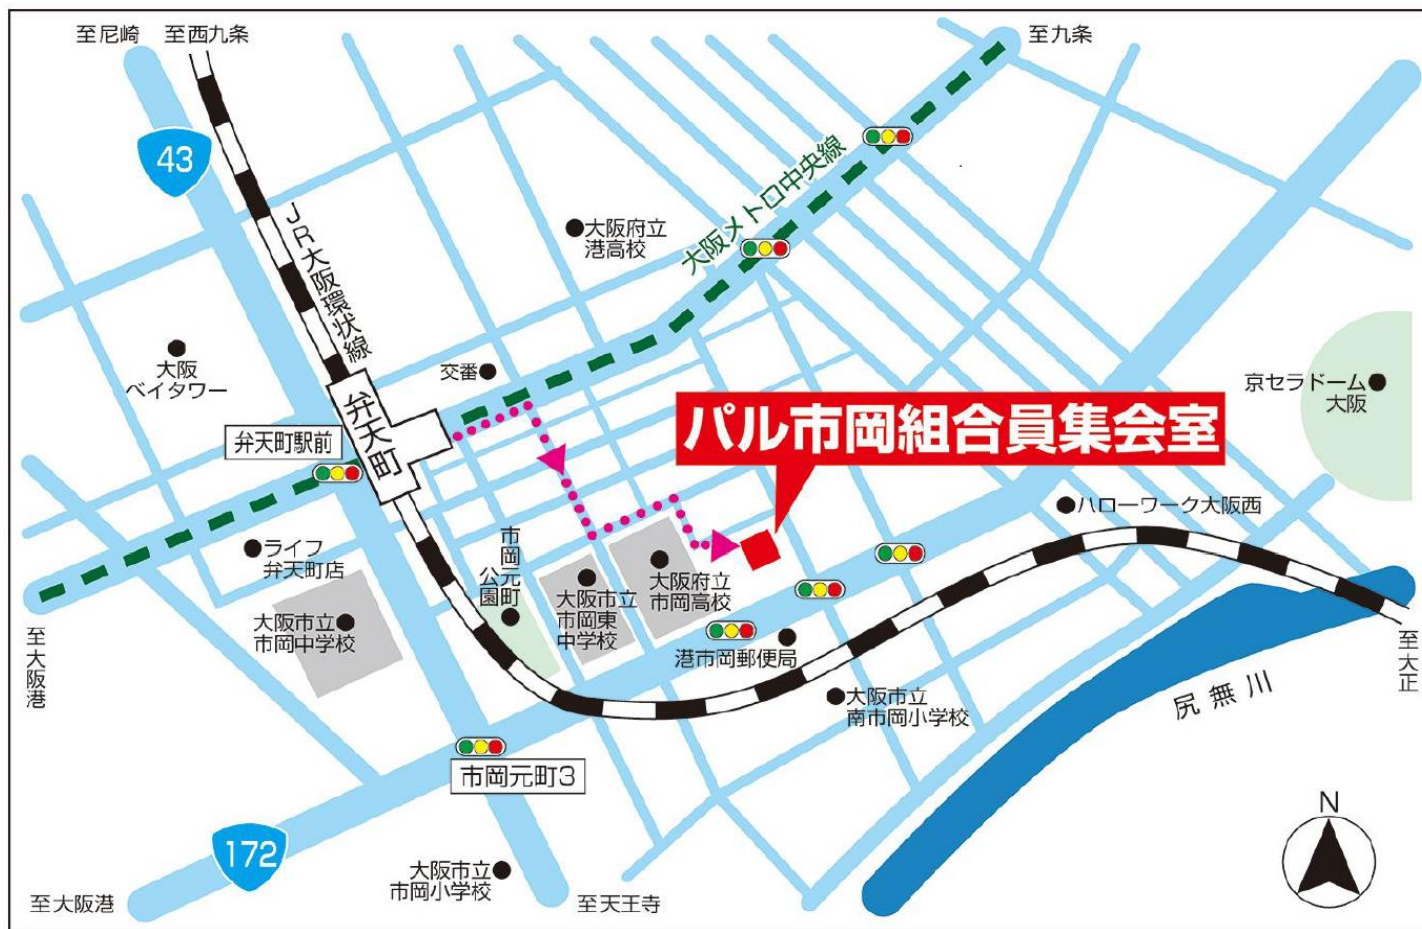 至尼崎
至西九条
至九条
43
JR大阪環状線
大阪メトロ中央線
大阪府立
港高校
大阪
ベイタワー
交番
京セラドーム
大阪
弁天町
弁天町駅前
パル市岡組合員集会室
ハローワーク大阪西
ライフ
弁天町店
市岡
元町
公園
大阪市立
市岡東
中学校
大阪府立
市岡高校
大阪市立
市岡中学校
至大阪港
港市岡郵便局
至大正
大阪市立
南市岡小学校
尻無川
市岡元町3
172
大阪市立
市岡小学校
至大阪港
至天王寺
N